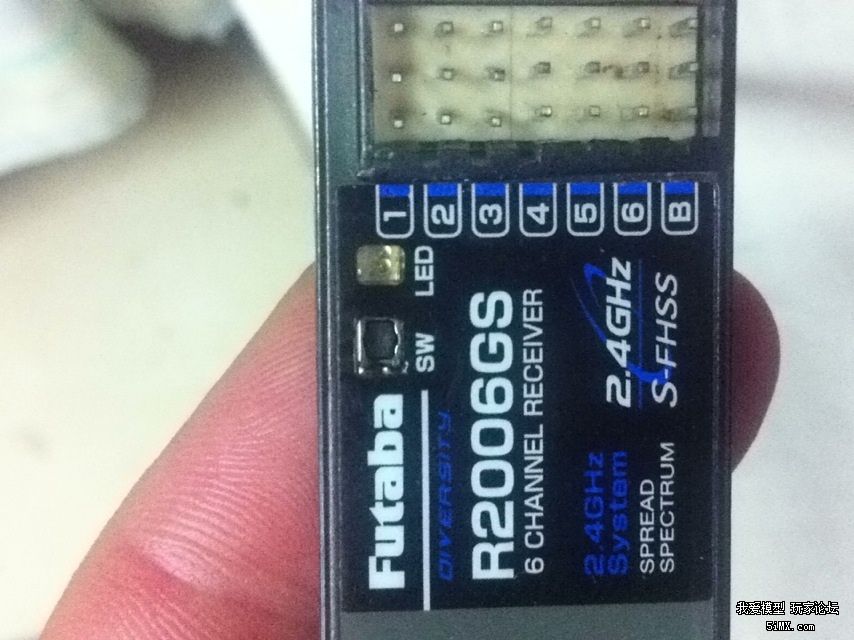 Futaba
SW
LED
DIVERSITY
R2006GS
6 CHANNEL RECEIVER
2.4GHz
System
SPREAD
SPECTRUM
2.4GHz
S-FHSS
1
2
3
4
5
6
B
我爱模型 玩家论坛
54MX.com